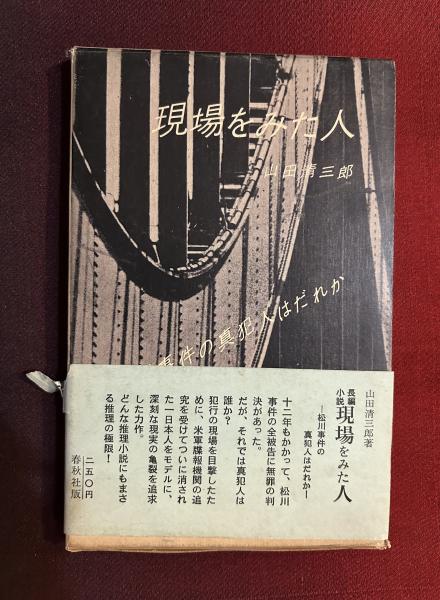 現場をみた人
山田清三郎
事件の真犯人はだれか
山田清三郎著
長編小説 現場をみた人
―松川事件の
真犯人はだれか―
十二年もかかって、松川
事件の全被告に無罪の判
決があった。
だが、それでは真犯人は
誰か?
犯行の現場を目撃したた
めに、米軍諜報機関の追
究を受けてついに消され
た一日本人をモデルに、
深刻な現実の亀裂を追求
した力作。
どんな推理小説にもまさ
る推理の極限!
二五〇円
春秋社版